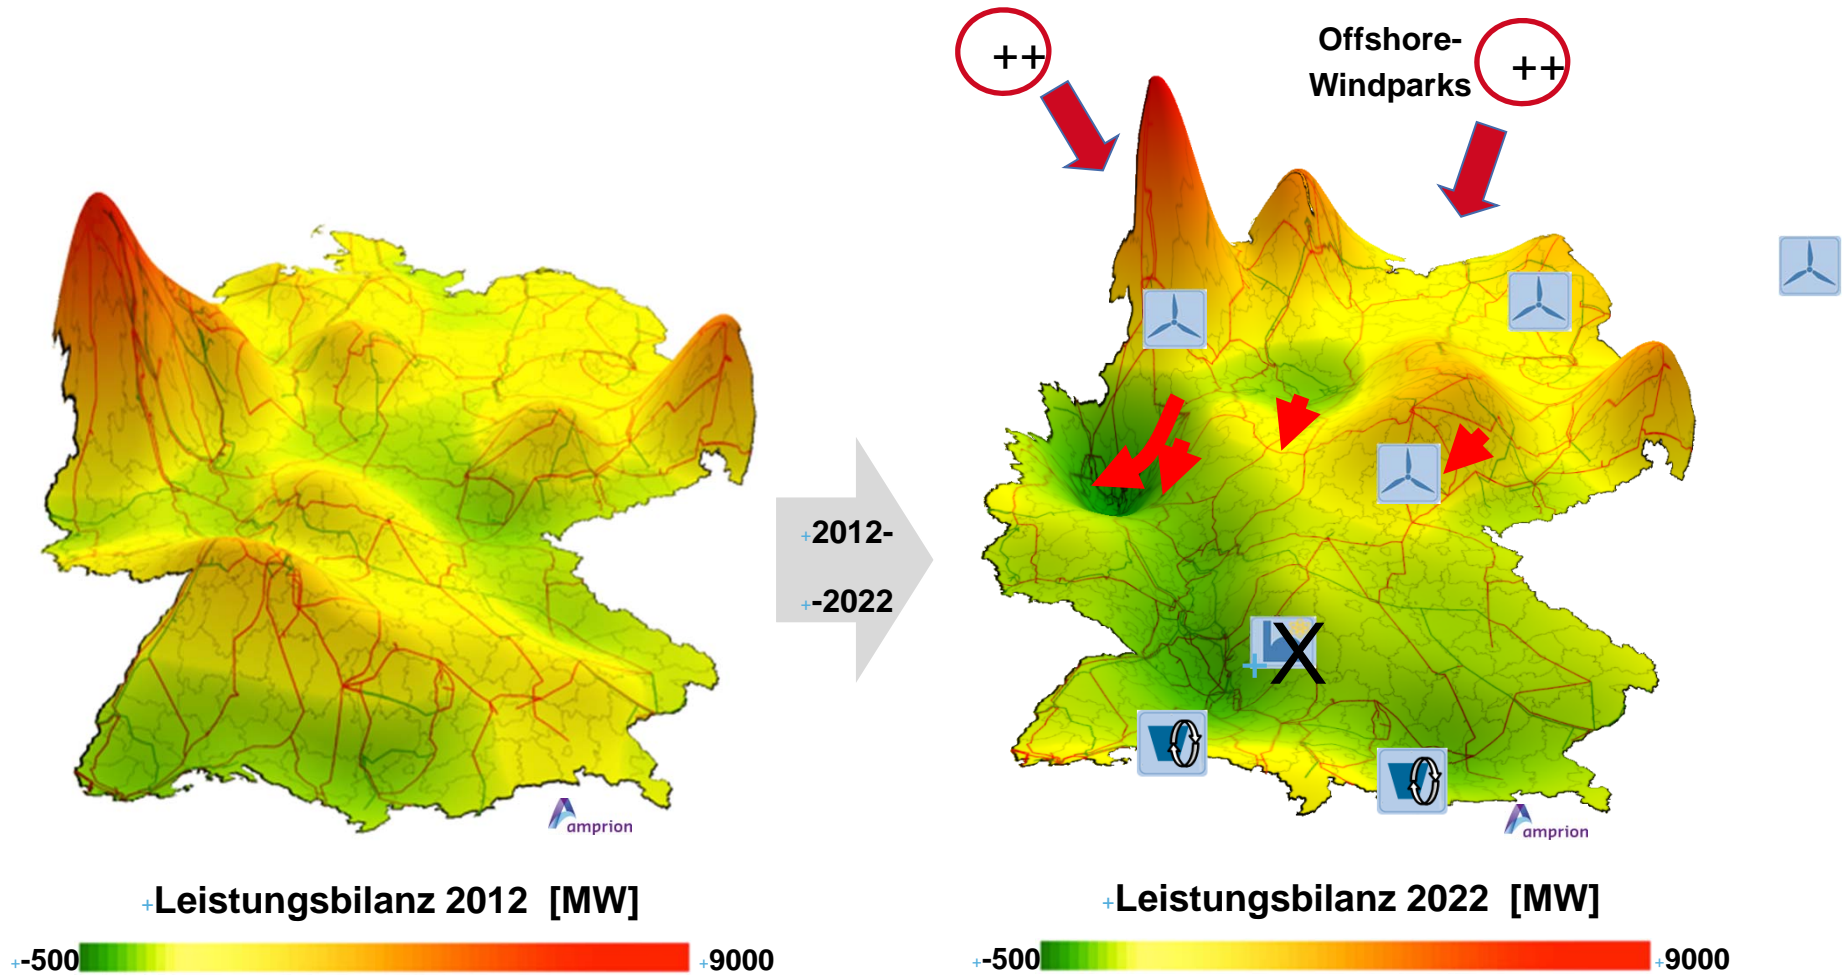 ++
Offshore-
Windparks
++
+2012-
+-2022
X
amprion
amprion
+Leistungsbilanz 2012 [MW]
+Leistungsbilanz 2022 [MW]
+-500
+9000
+-500
+9000